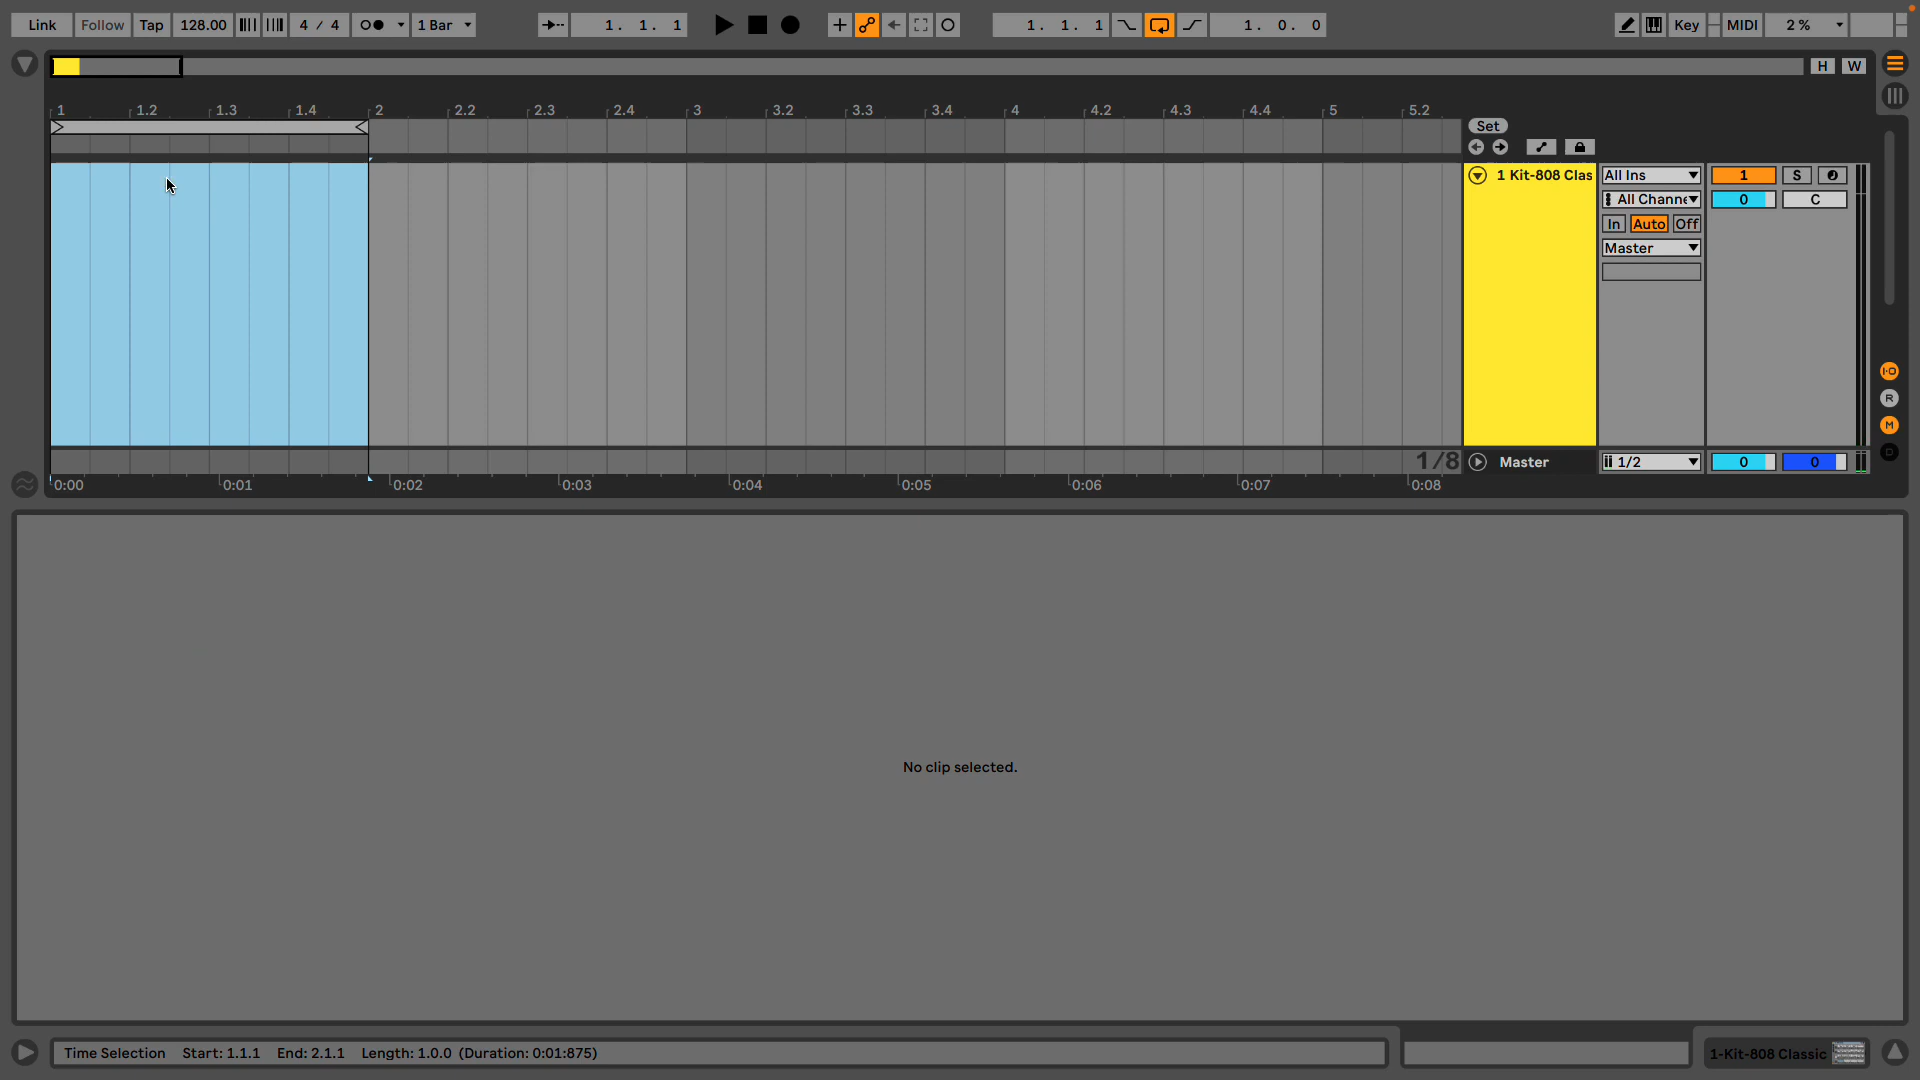 Link Follow Tap 128.00 4 / 4 1 Bar 1. 1. 1 1. 1. 1 1. 0. 0 Key MIDI 2 %
H W
1 1.2 1.3 1.4 2 2.2 2.3 2.4 3 3.2 3.3 3.4 4 4.2 4.3 4.4 5 5.2
Set
1 Kit-808 Clas All Ins 1 S
All Channe 0 C
In Auto Off
Master
I·O
R
M
D
1/8 Master 1/2 0 0
0:00 0:01 0:02 0:03 0:04 0:05 0:06 0:07 0:08
No clip selected.
Time Selection Start: 1.1.1 End: 2.1.1 Length: 1.0.0 (Duration: 0:01:875) 1-Kit-808 Classic